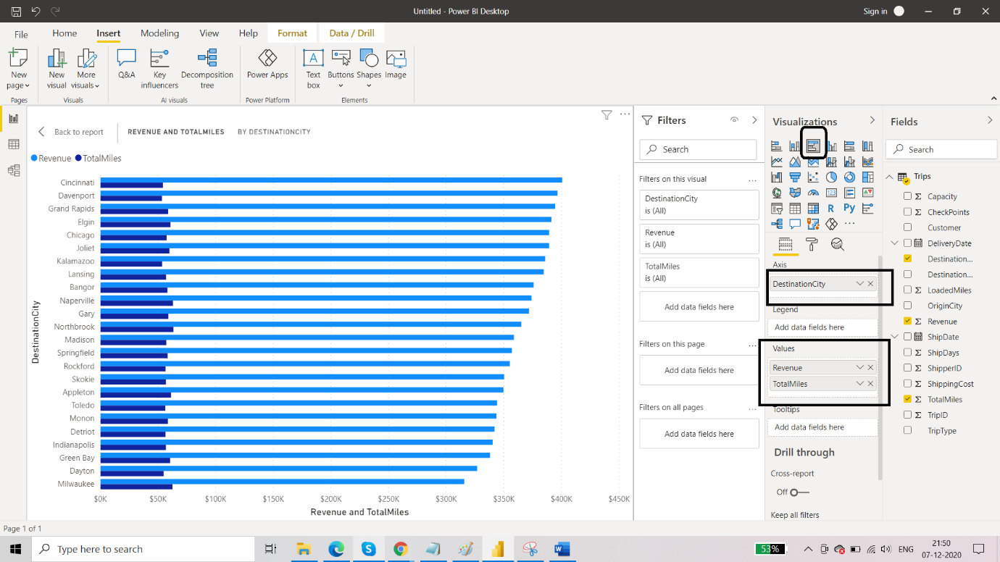 Untitled - Power BI Desktop
Sign in
File
Home
Insert
Modeling
View
Help
Format
Data / Drill
New
page
New
visual
More
visuals
Q&A
Key
influencers
Decomposition
tree
Power Apps
Text
box
Buttons
Shapes
Image
Pages
Visuals
AI visuals
Power Platform
Elements
Back to report
REVENUE AND TOTALMILES
BY DESTINATIONCITY
Revenue
TotalMiles
DestinationCity
Cincinnati
Davenport
Grand Rapids
Elgin
Chicago
Joliet
Kalamazoo
Lansing
Bangor
Naperville
Gary
Northbrook
Madison
Springfield
Rockford
Skokie
Appleton
Toledo
Monon
Detriot
Indianapolis
Green Bay
Dayton
Milwaukee
$0K
$50K
$100K
$150K
$200K
$250K
$300K
$350K
$400K
$450K
Revenue and TotalMiles
Filters
Search
Filters on this visual
...
DestinationCity
is (All)
Revenue
is (All)
TotalMiles
is (All)
Add data fields here
Filters on this page
...
Add data fields here
Filters on all pages
...
Add data fields here
Visualizations
123
R
Py
Axis
DestinationCity
Legend
Add data fields here
Values
Revenue
TotalMiles
Tooltips
Add data fields here
Drill through
Cross-report
Off
Keep all filters
Fields
Search
Trips
Capacity
CheckPoints
Customer
DeliveryDate
Destination...
Destination...
LoadedMiles
OriginCity
Revenue
ShipDate
ShipDays
ShipperID
ShippingCost
TotalMiles
TripID
TripType
Page 1 of 1
Type here to search
53%
ENG
21:50
07-12-2020